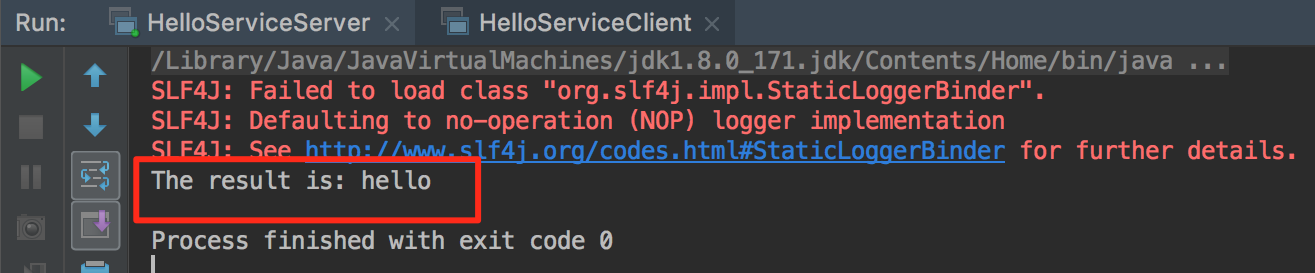 Run: HelloServiceServer × HelloServiceClient ×
/Library/Java/JavaVirtualMachines/jdk1.8.0_171.jdk/Contents/Home/bin/java ...
SLF4J: Failed to load class "org.slf4j.impl.StaticLoggerBinder".
SLF4J: Defaulting to no-operation (NOP) logger implementation
SLF4J: See http://www.slf4j.org/codes.html#StaticLoggerBinder for further details.
The result is: hello
Process finished with exit code 0